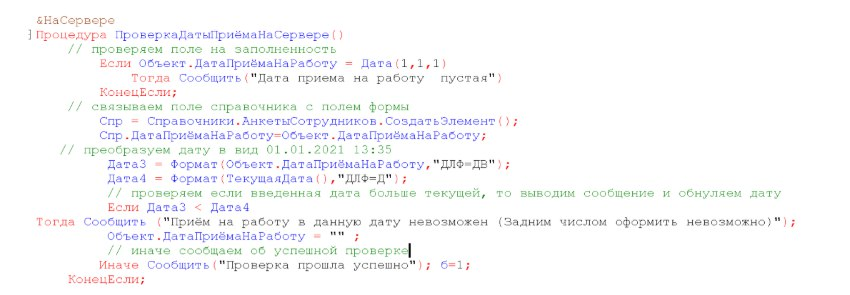 &НаСервере
Процедура ПроверкаДатыПриёмаНаСервере()
// проверяем поле на заполненность
Если Объект.ДатаПриёмаНаРаботу = Дата(1,1,1)
Тогда Сообщить("Дата приема на работу  пустая")
КонецЕсли;
// связываем поле справочника с полем формы
Спр = Справочники.АнкетыСотрудников.СоздатьЭлемент();
Спр.ДатаПриёмаНаРаботу=Объект.ДатаПриёмаНаРаботу;
// преобразуем дату в вид 01.01.2021 13:35
Дата3 = Формат(Объект.ДатаПриёмаНаРаботу,"ДЛФ=ДВ");
Дата4 = Формат(ТекущаяДата(),"ДЛФ=Д");
// проверяем если введенная дата больше текущей, то выводим сообщение и обнуляем дату
Если Дата3 < Дата4
Тогда Сообщить ("Приём на работу в данную дату невозможен (Задним числом оформить невозможно)");
Объект.ДатаПриёмаНаРаботу = "" ;
// иначе сообщаем об успешной проверке
Иначе Сообщить("Проверка прошла успешно"); б=1;
КонецЕсли;